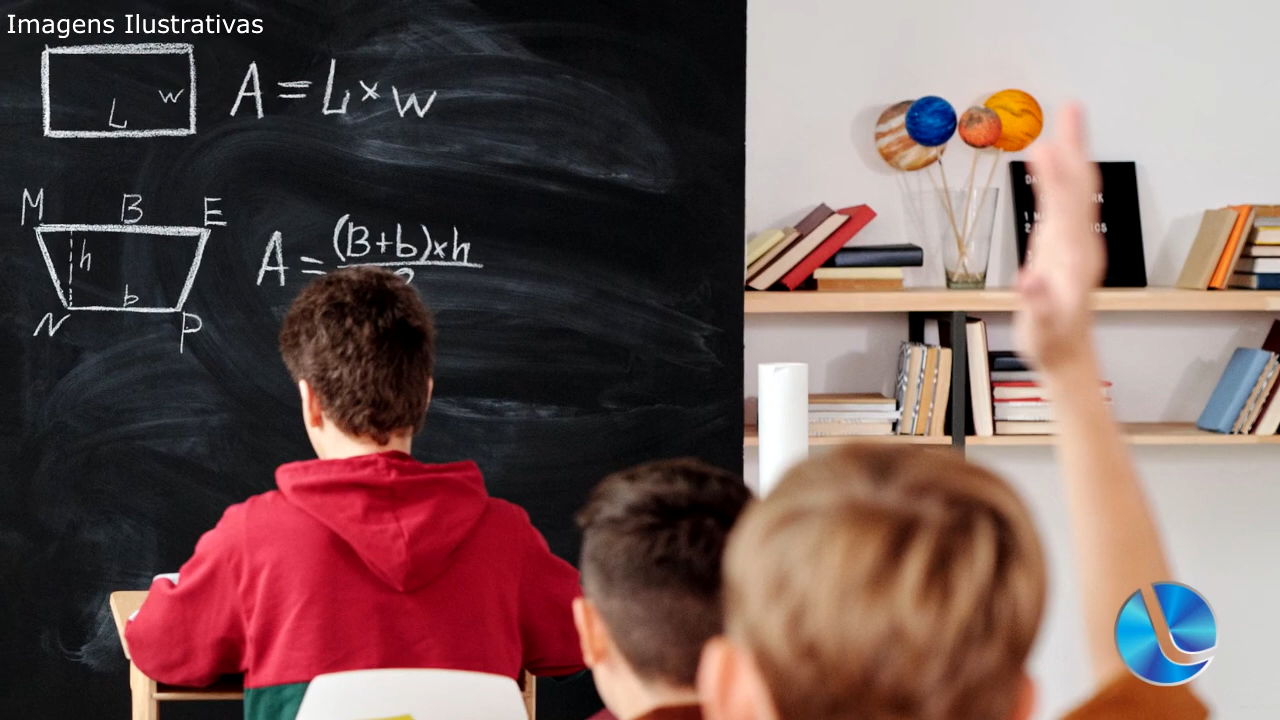 Imagens Ilustrativas
L
w
A = L × w
M B E
h
b
N P
A = (B+b)×h